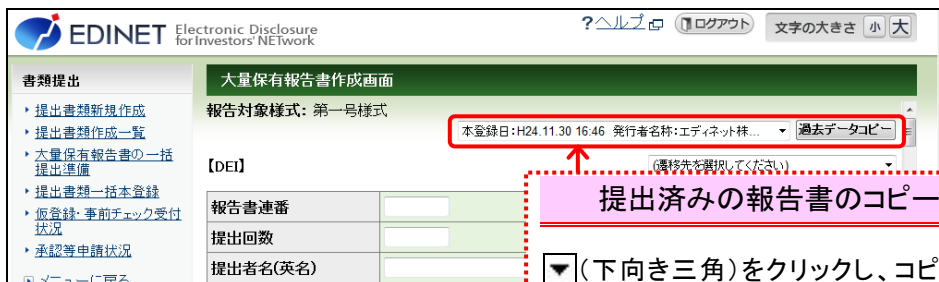 EDINET Electronic Disclosure for Investors' NETwork
?ヘルプ ログアウト 文字の大きさ 小 大
書類提出
提出書類新規作成
提出書類作成一覧
大量保有報告書の一括
提出準備
提出書類一括本登録
仮登録・事前チェック受付
状況
承認等申請状況
メニューに戻る
大量保有報告書作成画面
報告対象様式：第一号様式
本登録日：H24.11.30 16:46 発行者名称：エディネット株... 過去データコピー
【DEI】
(遷移先を選択してください)
報告書連番
提出回数
提出者名(英名)
提出済みの報告書のコピー
▼(下向き三角)をクリックし、コピ